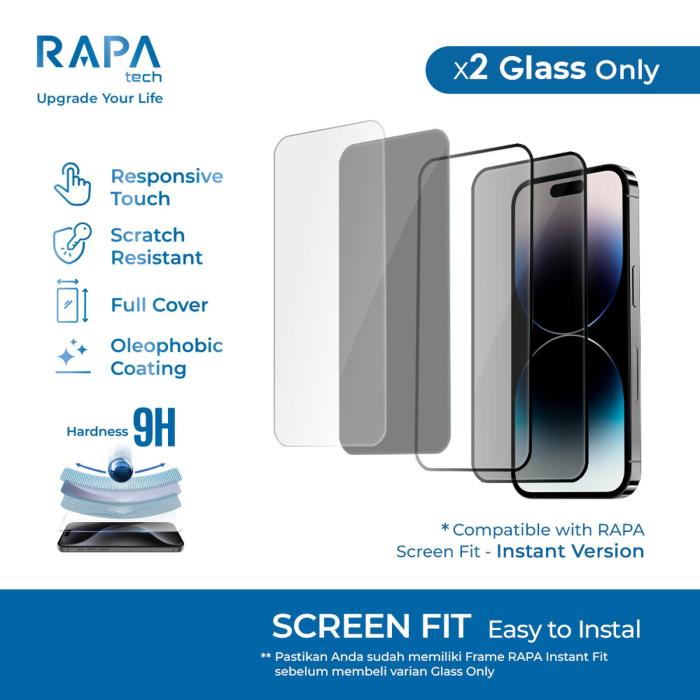 RAPA
tech
Upgrade Your Life
x2 Glass Only
Responsive
Touch
Scratch
Resistant
Full Cover
Oleophobic
Coating
Hardness 9H
* Compatible with RAPA
Screen Fit - Instant Version
SCREEN FIT Easy to Instal
** Pastikan Anda sudah memiliki Frame RAPA Instant Fit
sebelum membeli varian Glass Only